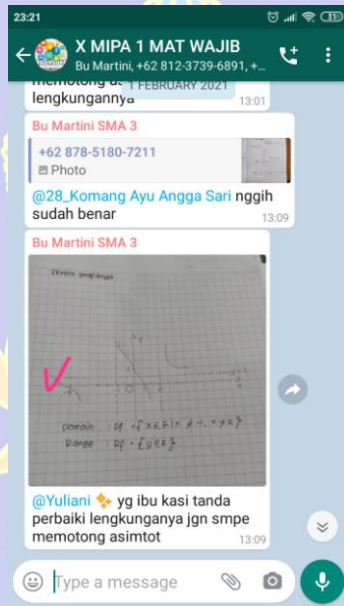 23:21
X MIPA 1 MAT WAJIB
Bu Martini, +62 812-3739-6891, +...
1 FEBRUARY 2021
lengkungannya
13:01
Bu Martini SMA 3
+62 878-5180-7211
Photo
@28_Komang Ayu Angga Sari nggih
sudah benar
13:09
Bu Martini SMA 3
Domain
Range
@Yuliani ✨ yg ibu kasi tanda
perbaiki lengkunganya jgn smpe
memotong asimtot
13:09
Type a message